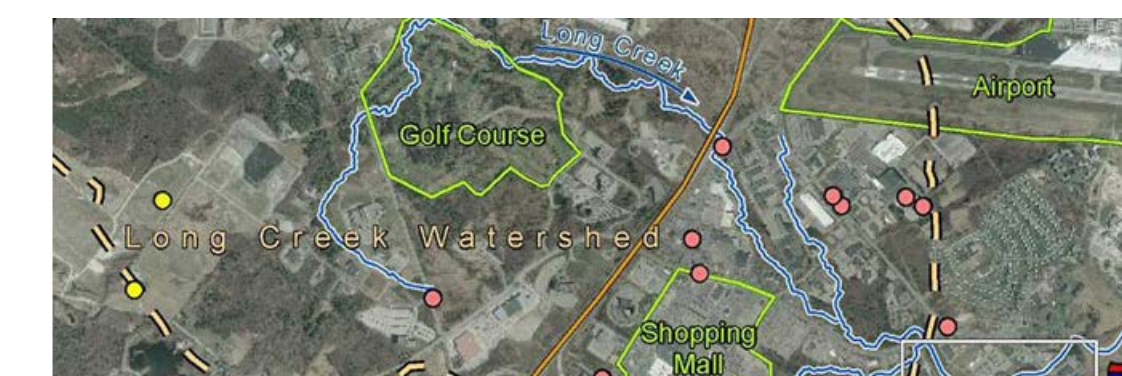 Long Creek
Airport
Golf Course
Long Creek Watershed
Shopping
Mall